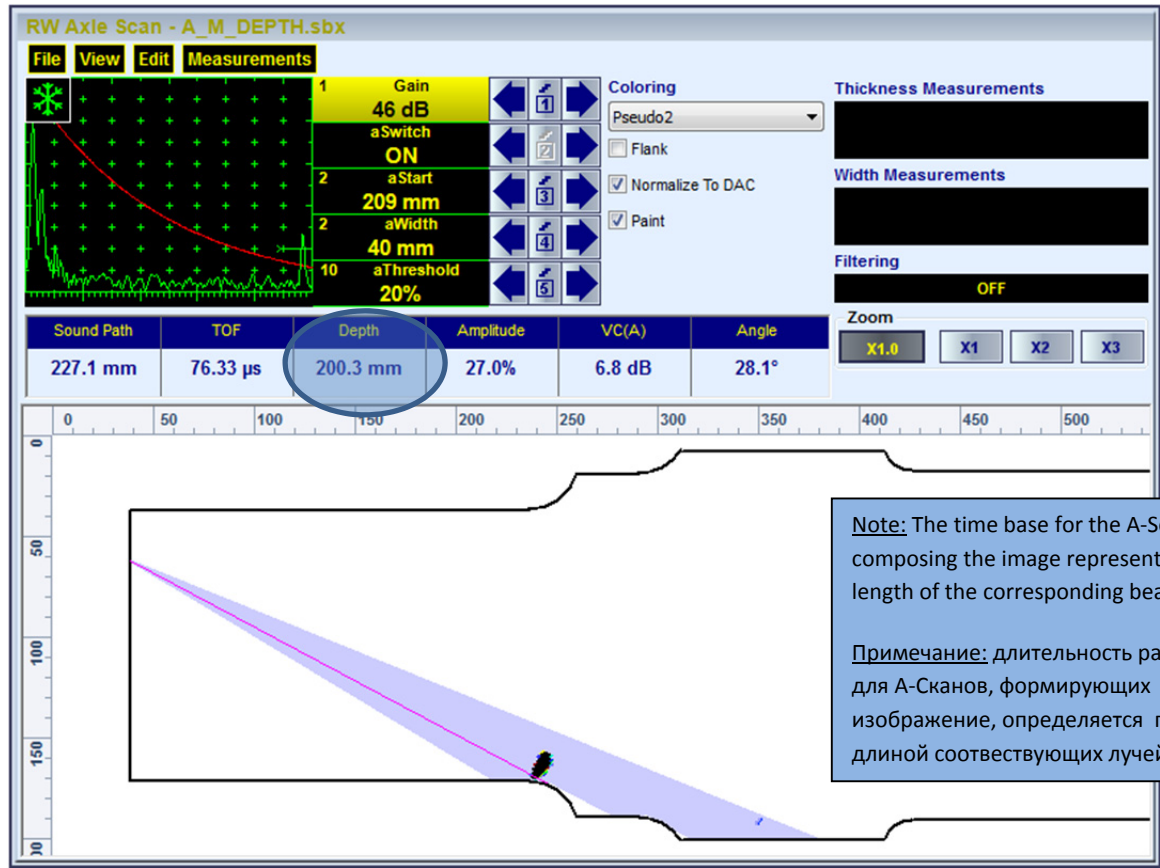 RW Axle Scan - A_M_DEPTH.sbx
File View Edit Measurements
1 Gain
46 dB
1
aSwitch
ON
2
2 aStart
209 mm
3
2 aWidth
40 mm
4
10 aThreshold
20%
5
Coloring
Pseudo2
Flank
Normalize To DAC
Paint
Thickness Measurements
Width Measurements
Filtering
OFF
Zoom
X1.0 X1 X2 X3
Sound Path TOF Depth Amplitude VC(A) Angle
227.1 mm 76.33 µs 200.3 mm 27.0% 6.8 dB 28.1°
0 50 100 150 200 250 300 350 400 450 500
0
50
100
150
Note: The time base for the
composing the image
length of the corresponding
Примечание: длительность
для А-Сканов, формирующих
изображение, определяется
длиной соотвествующих